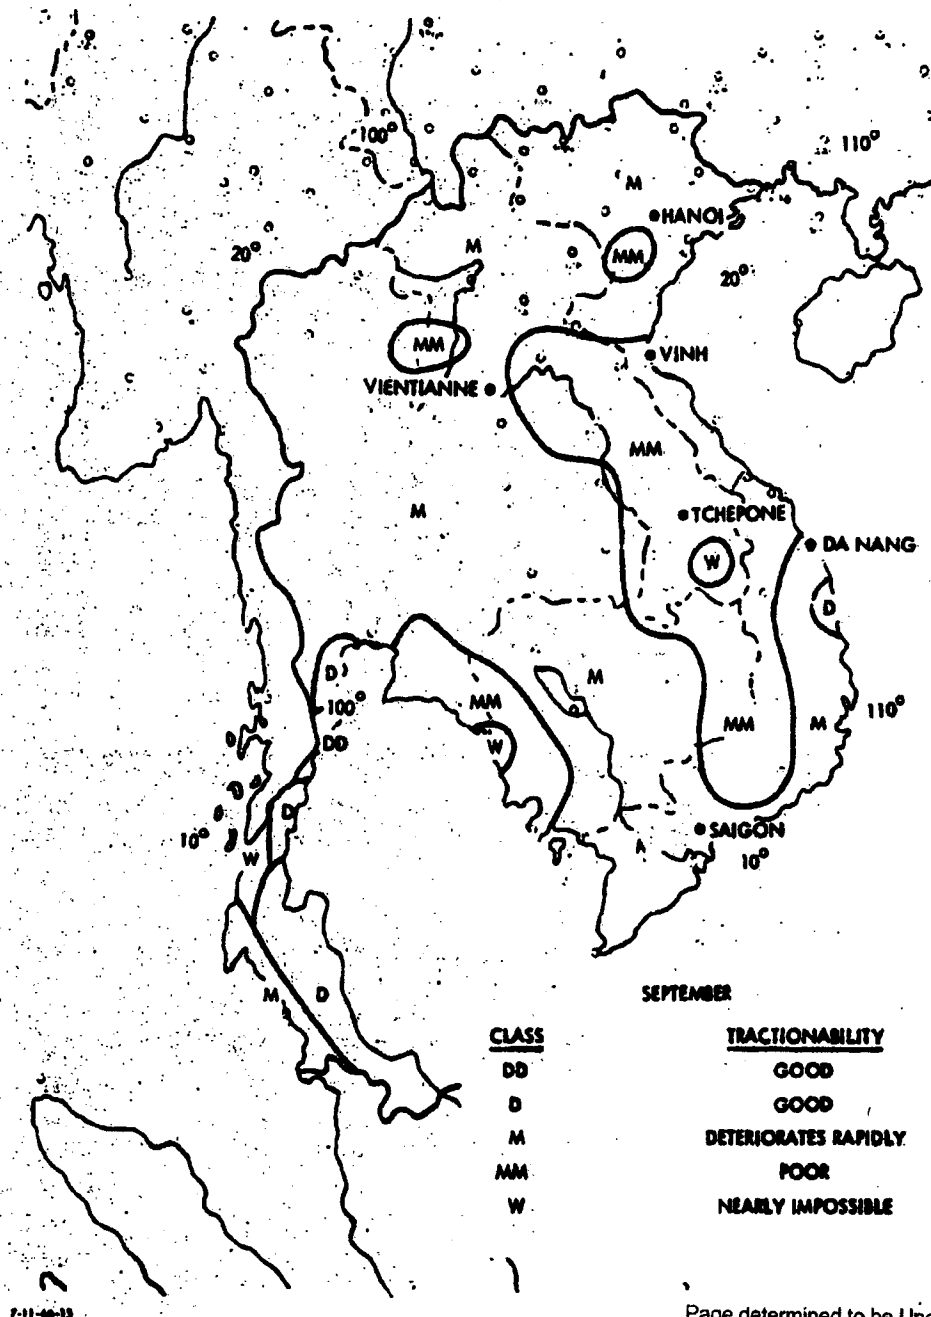 100°
110°
M
HANOI
20°
M
MM
20°
MM
VINH
VIENTIANNE
MM
M
TCHEPONE
DA NANG
W
D
D
M
100°
MM
110°
MM
M
D
DD
W
D
D
10°
SAIGON
W
10°
M
D
SEPTEMBER
CLASS TRACTIONABILITY
DD GOOD
D GOOD
M DETERIORATES RAPIDLY
MM POOR
W NEARLY IMPOSSIBLE
Page determined to be